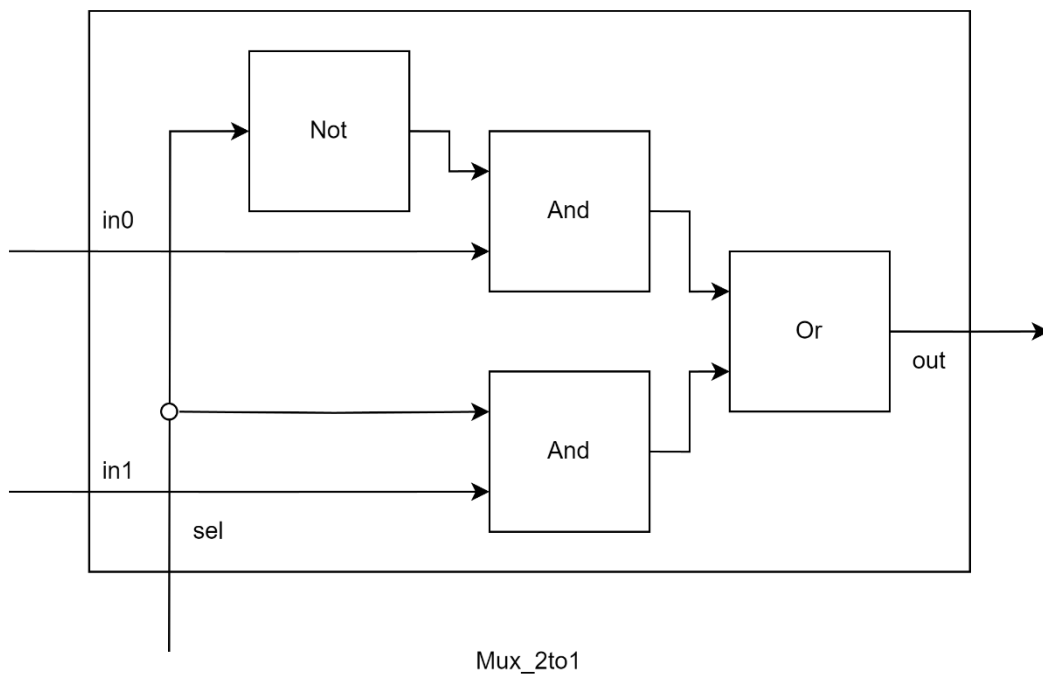 Not
And
in0
Or
out
And
in1
sel
Mux_2to1